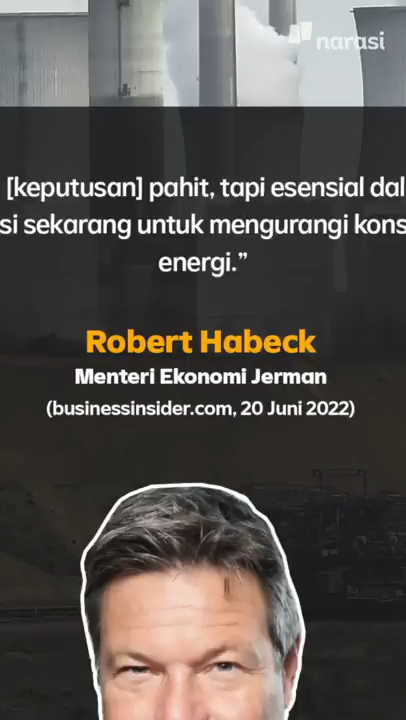 narasi
[keputusan] pahit, tapi esensial dal
si sekarang untuk mengurangi kons
energi.”
Robert Habeck
Menteri Ekonomi Jerman
(businessinsider.com, 20 Juni 2022)